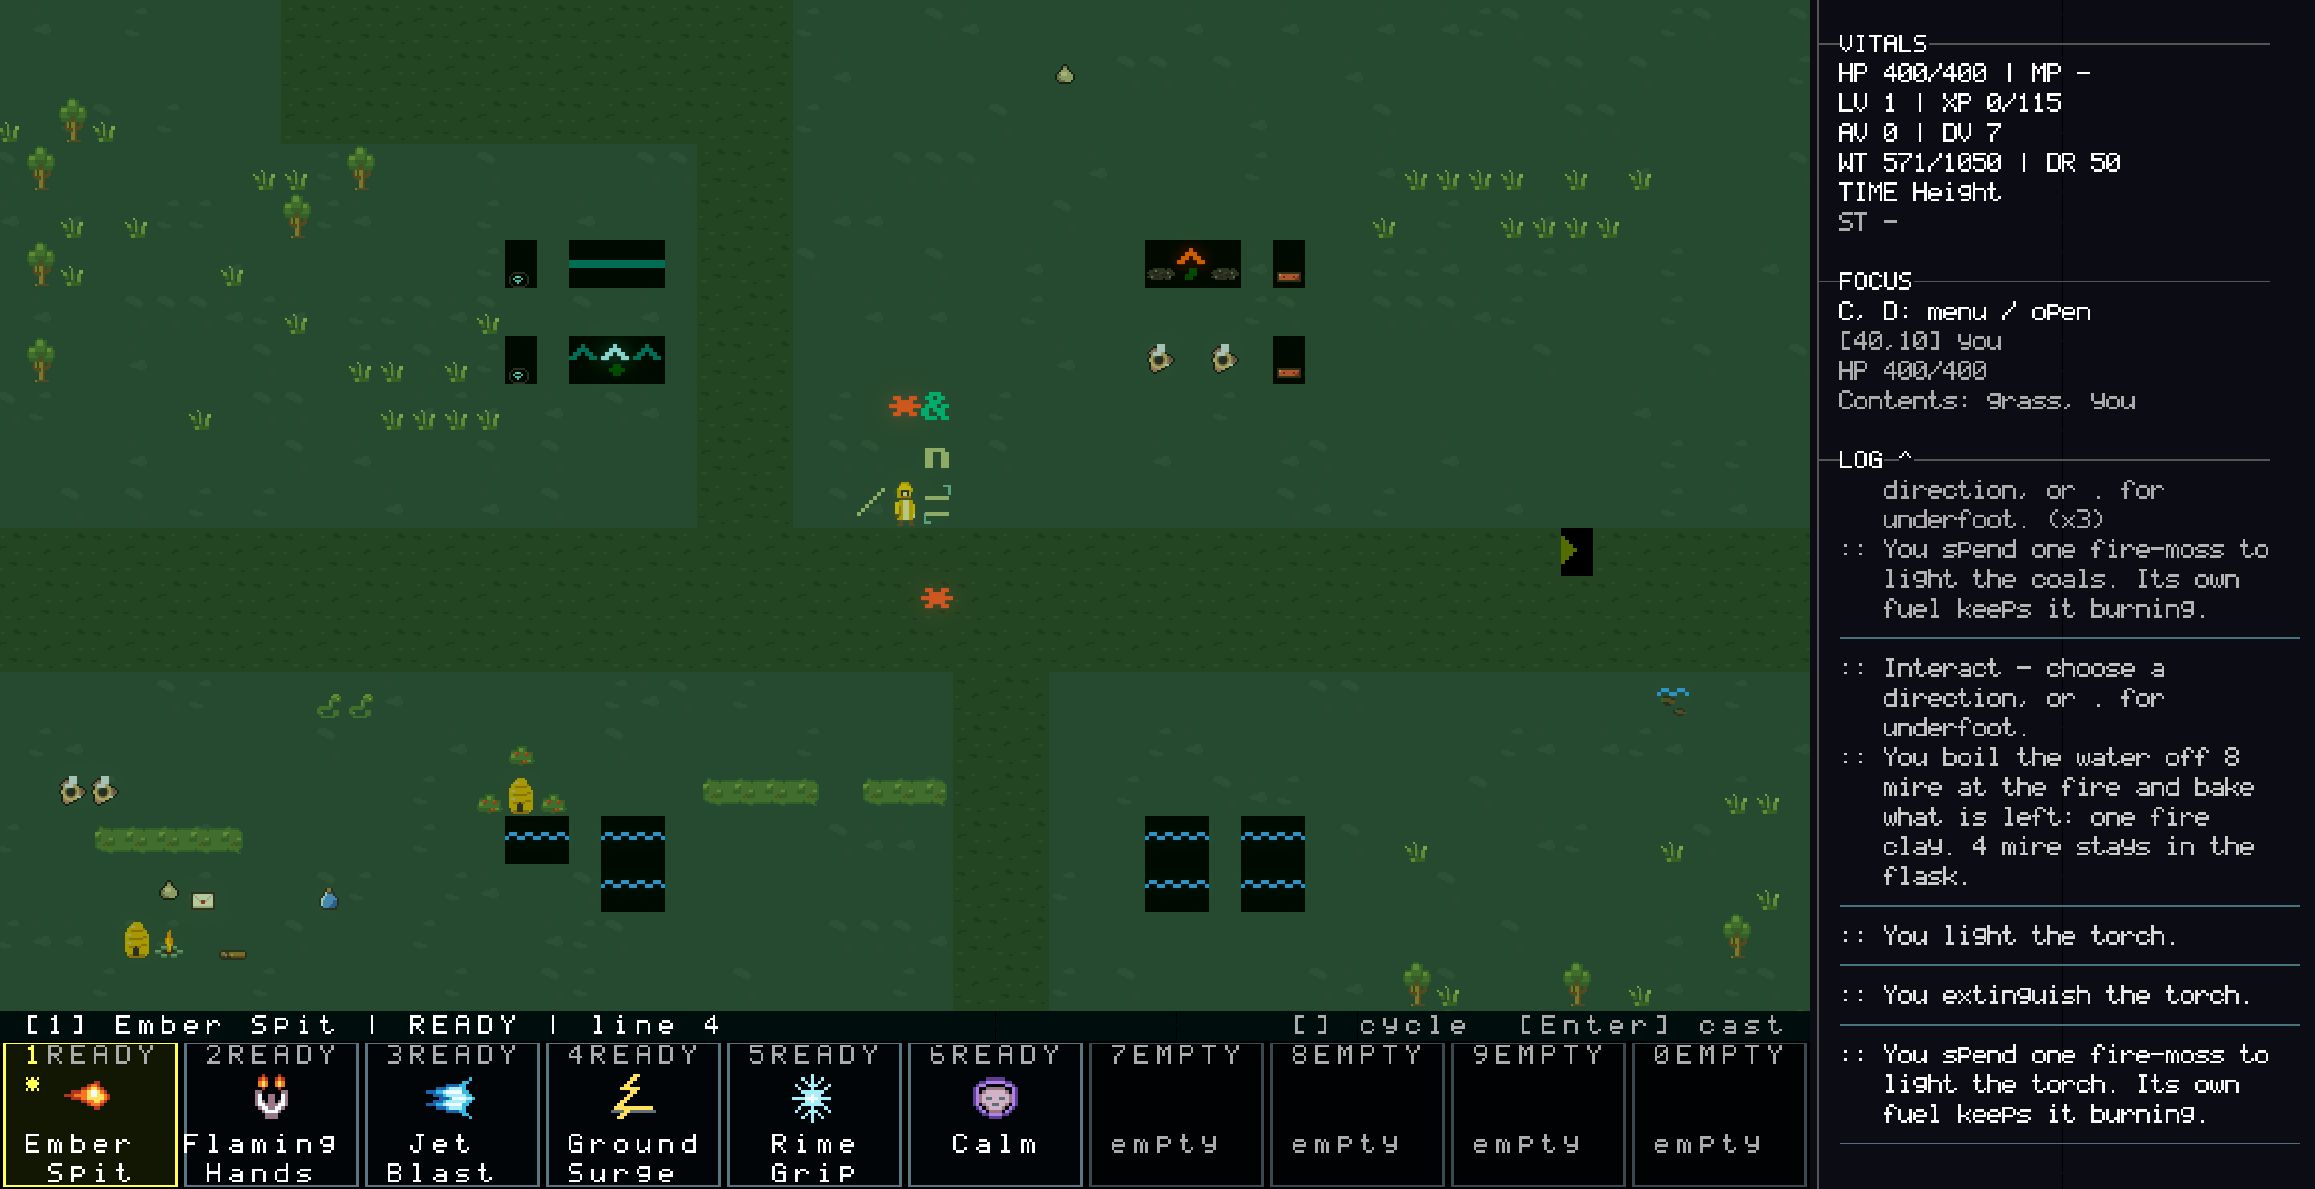 VITALS
HP 400/400 | MP -
LV 1 | XP 0/115
AV 0 | DV 7
WT 571/1050 | DR 50
TIME Height
ST -
FOCUS
C, D: menu / open
[40,10] you
HP 400/400
Contents: grass, you
LOG ^
direction, or . for
underfoot. (x3)
:: You spend one fire-moss to
light the coals. Its own
fuel keeps it burning.
:: Interact - choose a
direction, or . for
underfoot.
:: You boil the water off 8
mire at the fire and bake
what is left: one fire
clay. 4 mire stays in the
flask.
:: You light the torch.
:: You extinguish the torch.
:: You spend one fire-moss to
light the torch. Its own
fuel keeps it burning.
&
n
[1] Ember Spit | READY | line 4
[] cycle [Enter] cast
1READY 2READY 3READY 4READY 5READY 6READY 7EMPTY 8EMPTY 9EMPTY 0EMPTY
Ember Flaming Jet Ground Rime Calm empty empty empty empty
Spit Hands Blast Surge Grip